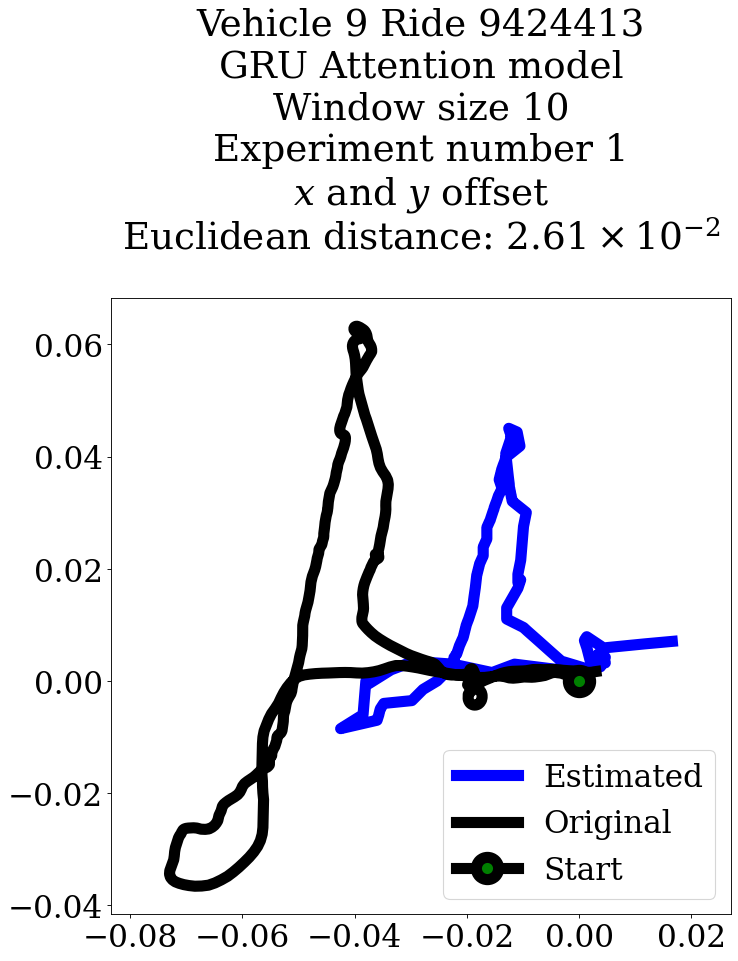 Vehicle 9 Ride 9424413
GRU Attention model
Window size 10
Experiment number 1
x and y offset
Euclidean distance: 2.61 × 10⁻²
0.06
0.04
0.02
0.00
−0.02
−0.04
Estimated
Original
Start
−0.08 −0.06 −0.04 −0.02 0.00 0.02